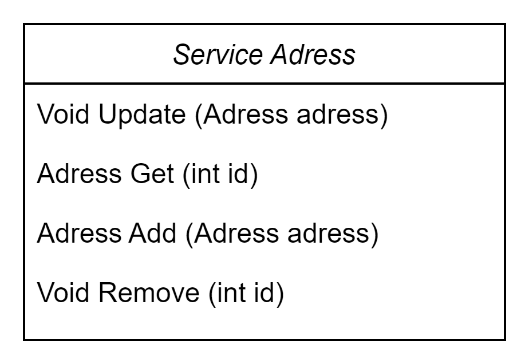 Service Adress
Void Update (Adress adress)
Adress Get (int id)
Adress Add (Adress adress)
Void Remove (int id)